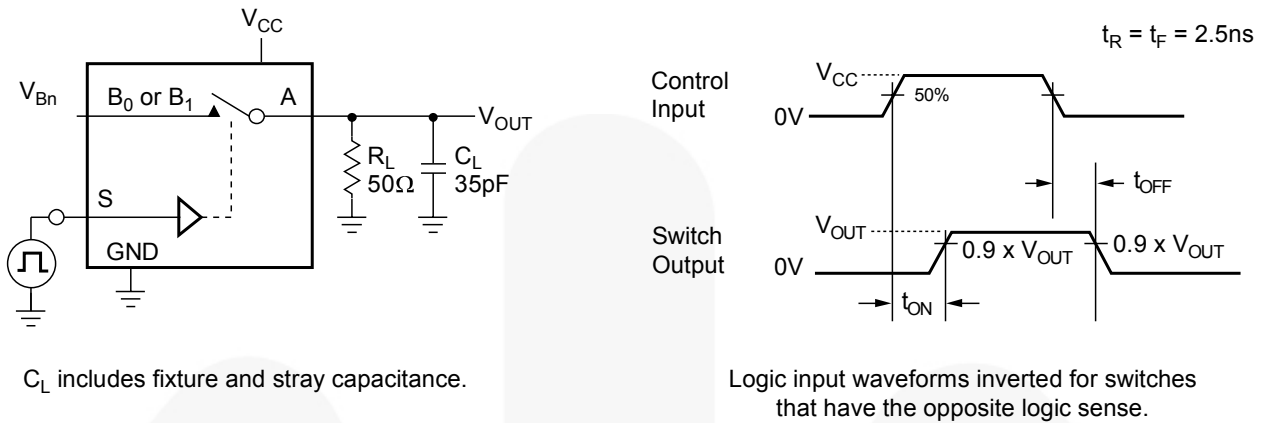 V_CC
V_Bn
B_0 or B_1
A
V_OUT
R_L
50Ω
C_L
35pF
S
GND
C_L includes fixture and stray capacitance.
t_R = t_F = 2.5ns
Control
Input
V_CC
50%
0V
t_OFF
Switch
Output
V_OUT
0.9 x V_OUT
0.9 x V_OUT
0V
t_ON
Logic input waveforms inverted for switches
that have the opposite logic sense.